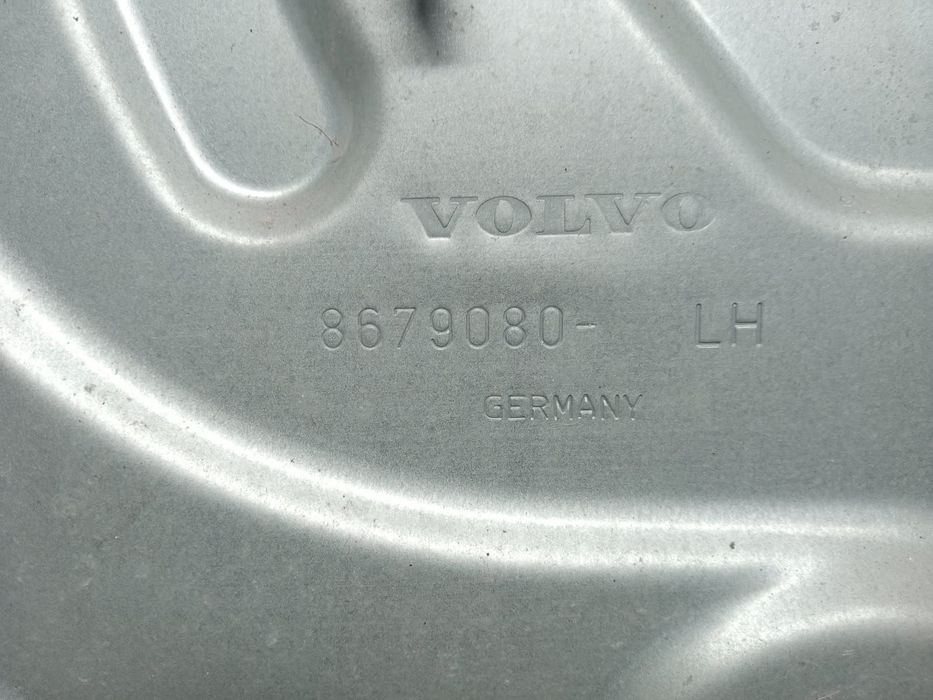 VOLVO
8679080- LH
GERMANY